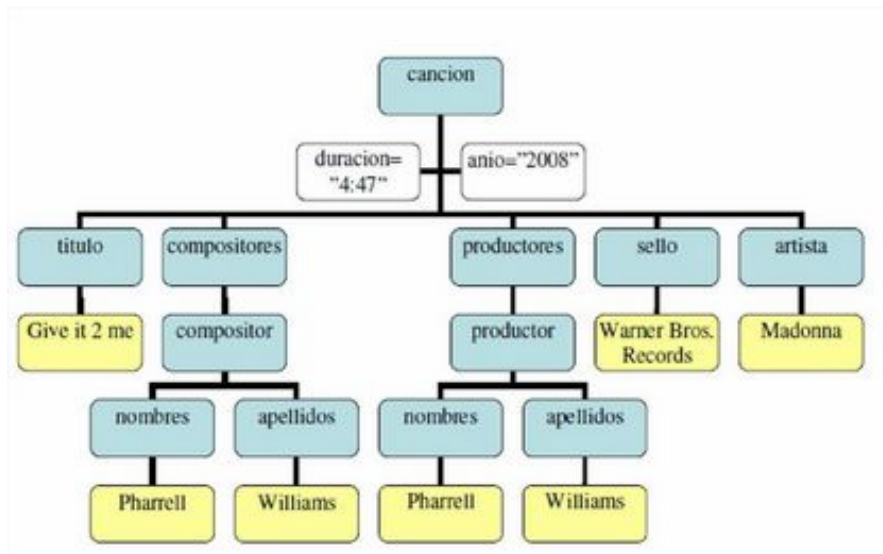 cancion
duracion=
"4:47"
anio="2008"
titulo
compositores
productores
sello
artista
Give it 2 me
compositor
productor
Warner Bros.
Records
Madonna
nombres
apellidos
nombres
apellidos
Pharrell
Williams
Pharrell
Williams